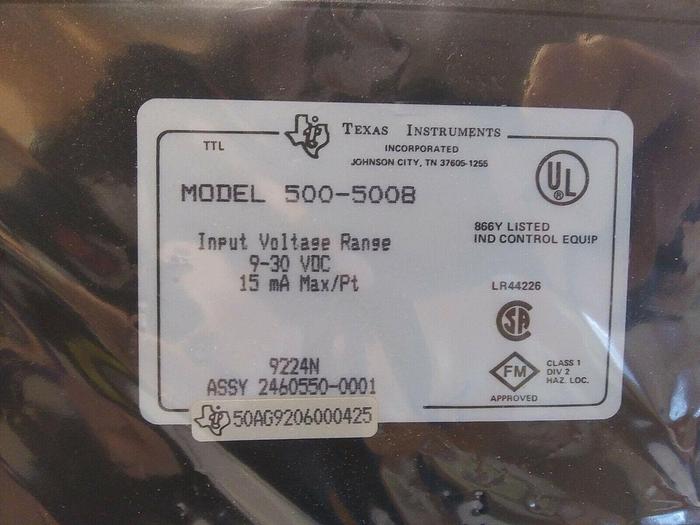 TTL
TEXAS INSTRUMENTS
INCORPORATED
JOHNSON CITY, TN 37605-1255
UL
®
MODEL 500-5008
866Y LISTED
IND CONTROL EQUIP
Input Voltage Range
9-30 VDC
15 mA Max/Pt
LR44226
SA
FM
APPROVED
CLASS 1
DIV 2
HAZ. LOC.
9224N
ASSY 2460550-0001
50AG9206000425